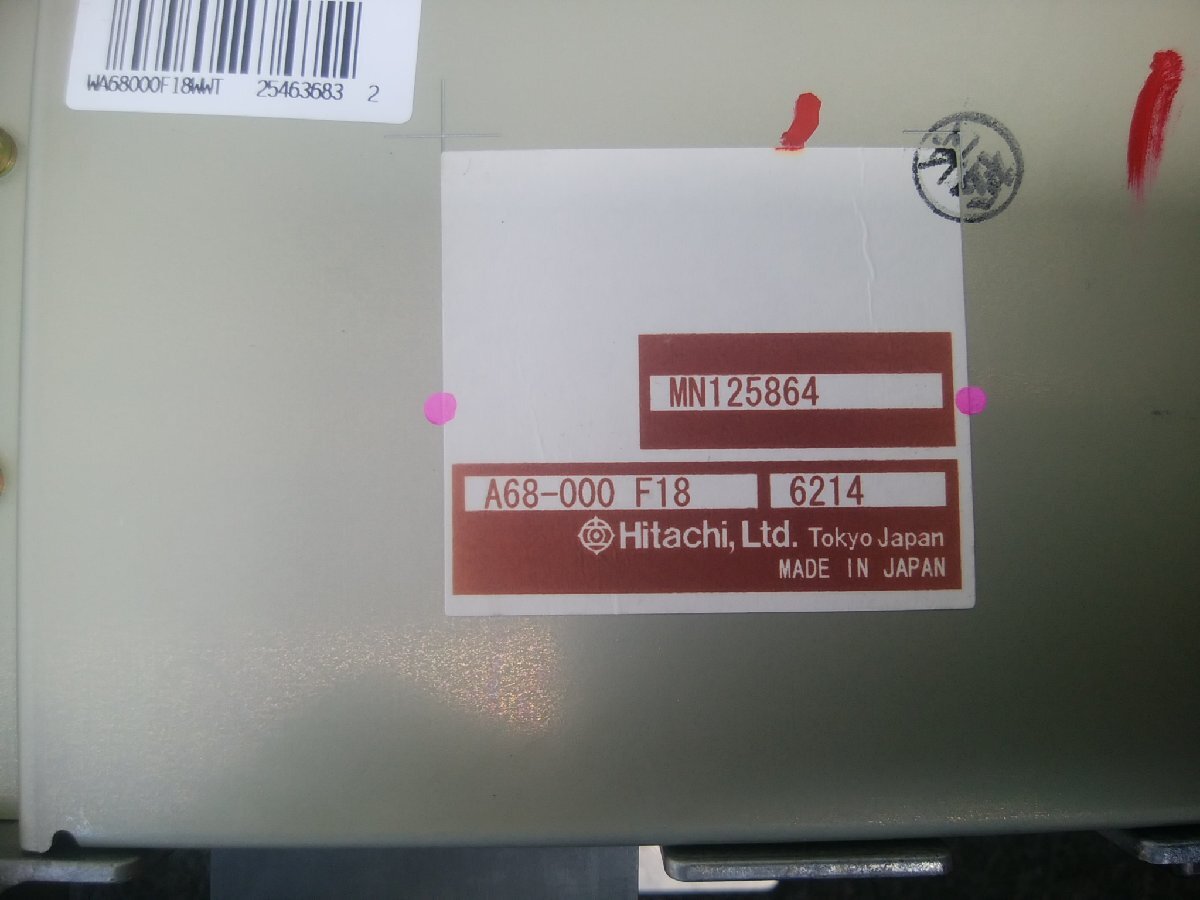 WA68000F18WWT 25463683 2
MN125864
A68-000 F18 6214
Hitachi, Ltd. Tokyo Japan
MADE IN JAPAN